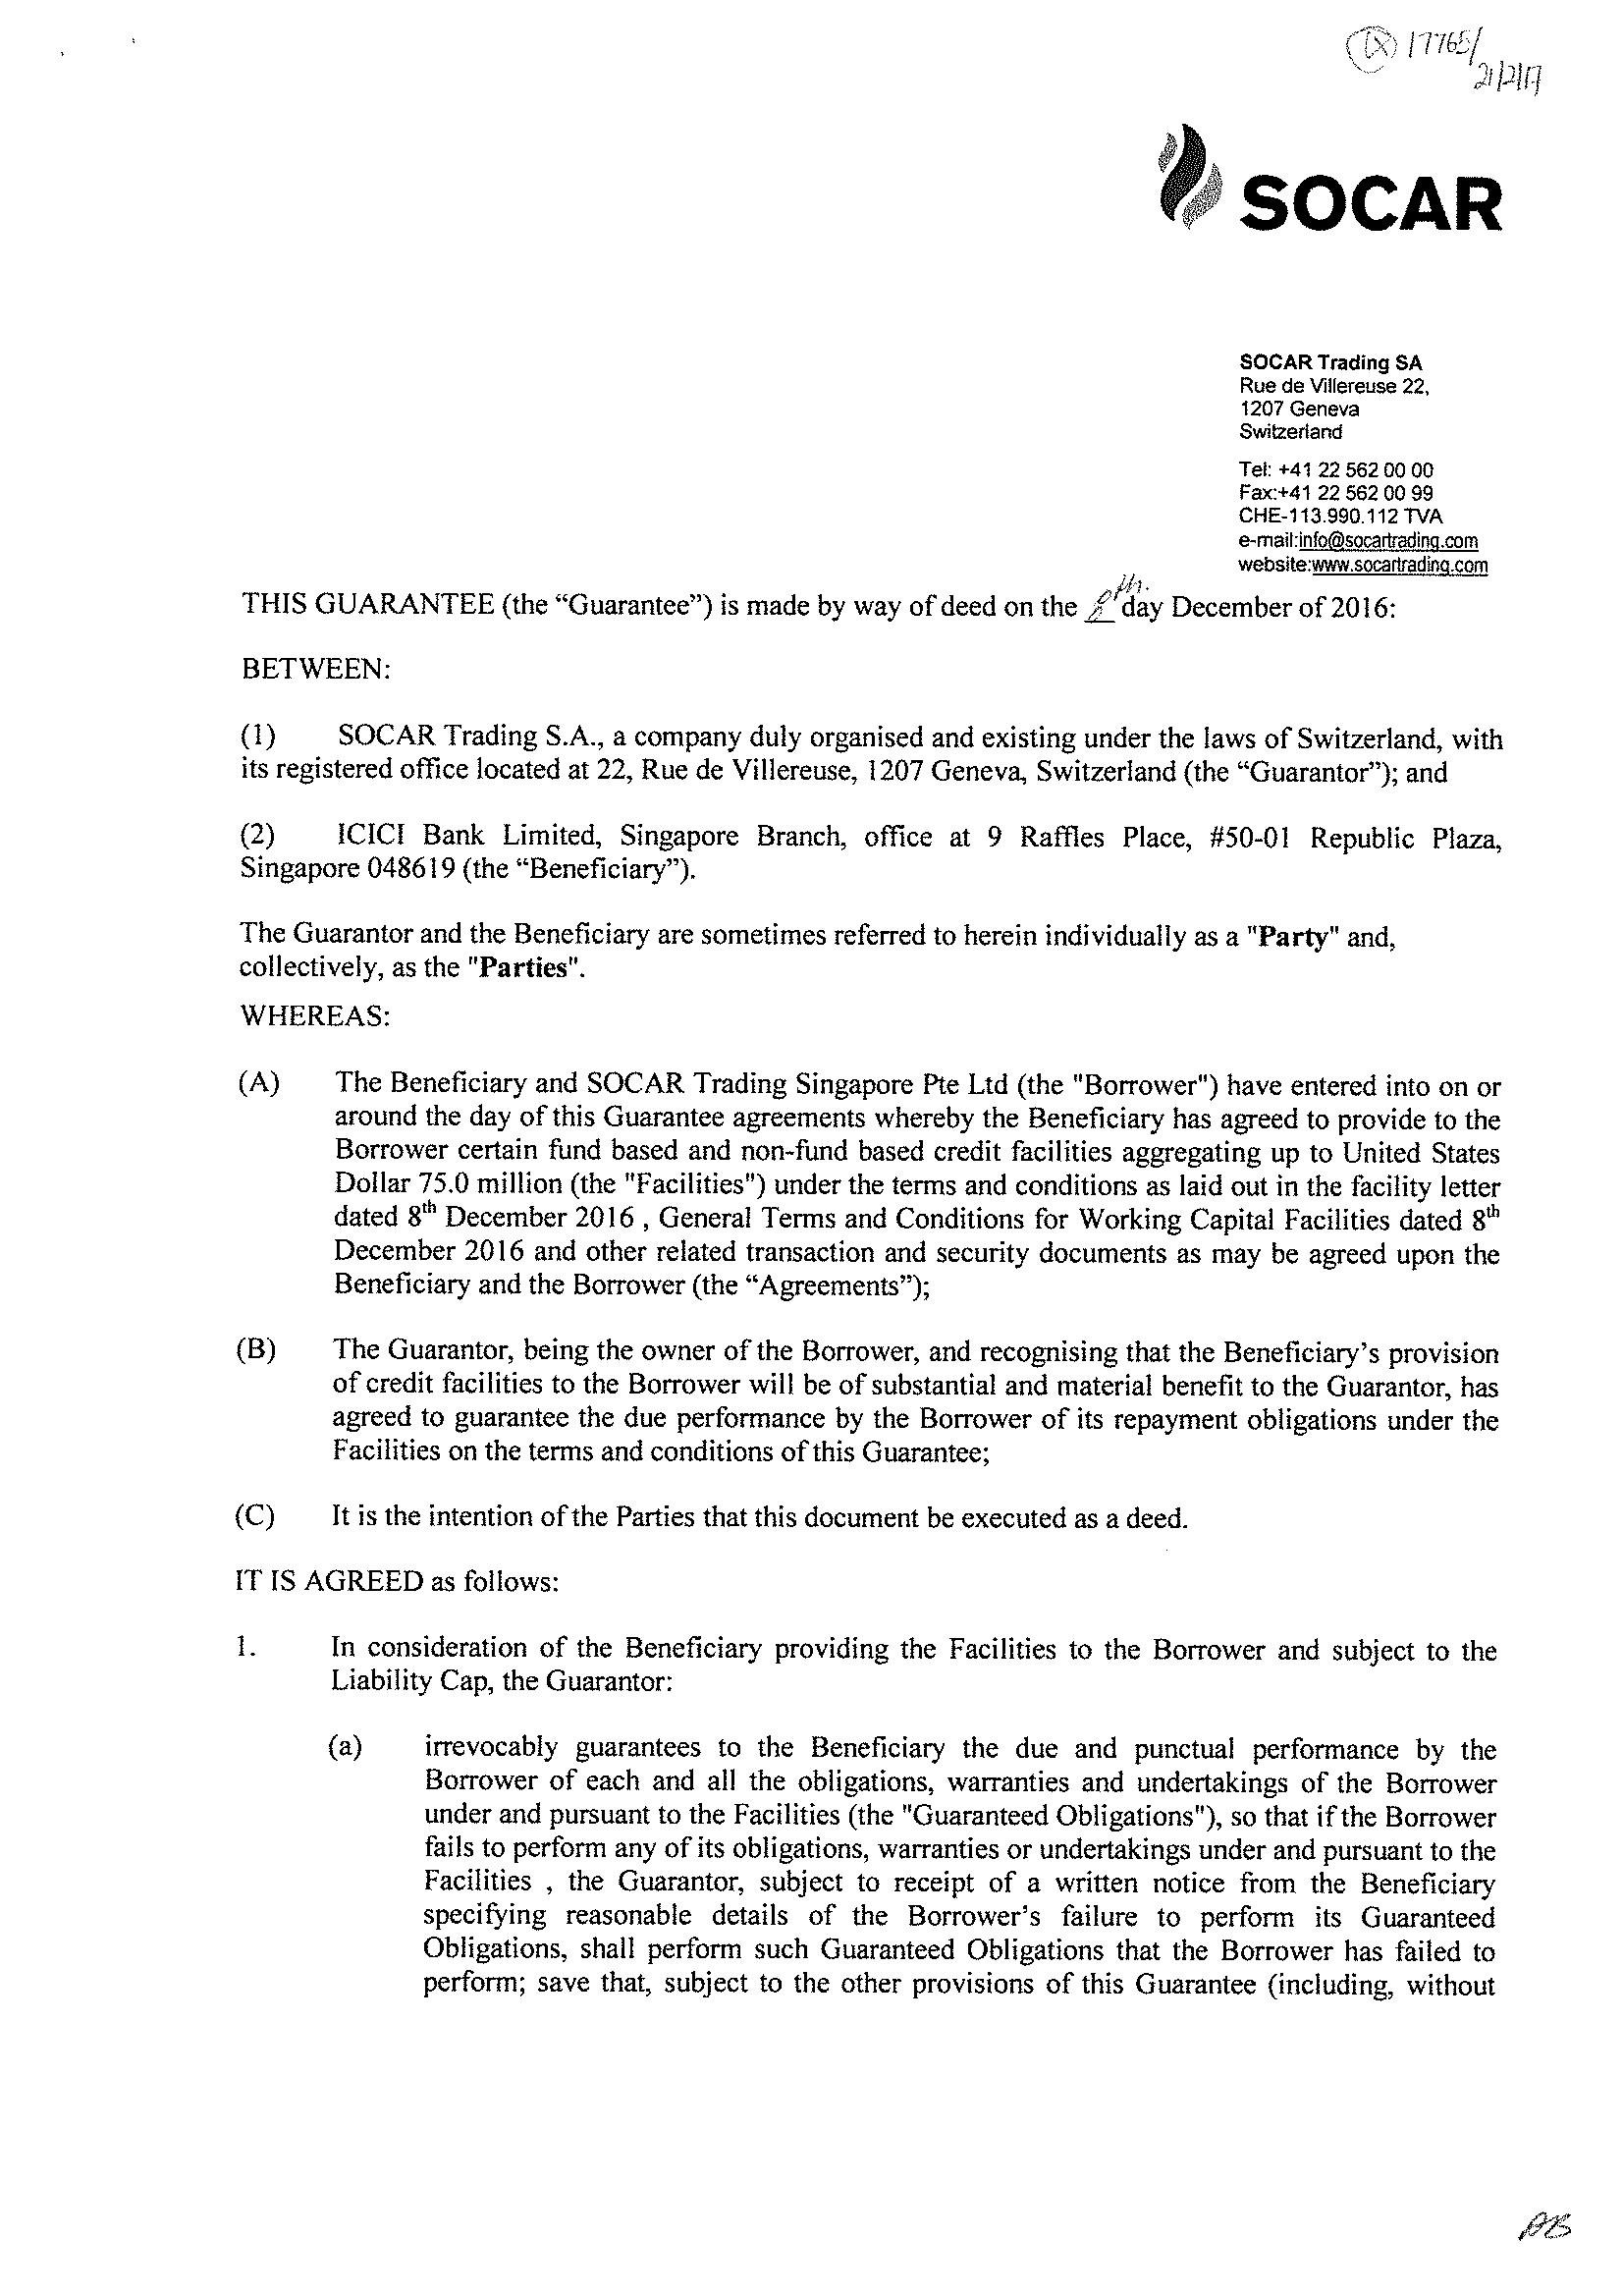 17765/
21/2/17
SOCAR
SOCAR Trading SA
Rue de Villereuse 22,
1207 Geneva
Switzerland
Tel: +41 22 562 00 00
Fax:+41 22 562 00 99
CHE-113.990.112 TVA
e-mail:info@socartrading.com
website:www.socartrading.com
THIS GUARANTEE (the “Guarantee”) is made by way of deed on the 8th day December of 2016:
BETWEEN:
(1) SOCAR Trading S.A., a company duly organised and existing under the laws of Switzerland, with
its registered office located at 22, Rue de Villereuse, 1207 Geneva, Switzerland (the “Guarantor”); and
(2) ICICI Bank Limited, Singapore Branch, office at 9 Raffles Place, #50-01 Republic Plaza,
Singapore 048619 (the “Beneficiary”).
The Guarantor and the Beneficiary are sometimes referred to herein individually as a "Party" and,
collectively, as the "Parties".
WHEREAS:
(A) The Beneficiary and SOCAR Trading Singapore Pte Ltd (the "Borrower") have entered into on or
around the day of this Guarantee agreements whereby the Beneficiary has agreed to provide to the
Borrower certain fund based and non-fund based credit facilities aggregating up to United States
Dollar 75.0 million (the "Facilities") under the terms and conditions as laid out in the facility letter
dated 8th December 2016 , General Terms and Conditions for Working Capital Facilities dated 8th
December 2016 and other related transaction and security documents as may be agreed upon the
Beneficiary and the Borrower (the “Agreements”);
(B) The Guarantor, being the owner of the Borrower, and recognising that the Beneficiary’s provision
of credit facilities to the Borrower will be of substantial and material benefit to the Guarantor, has
agreed to guarantee the due performance by the Borrower of its repayment obligations under the
Facilities on the terms and conditions of this Guarantee;
(C) It is the intention of the Parties that this document be executed as a deed.
IT IS AGREED as follows:
1. In consideration of the Beneficiary providing the Facilities to the Borrower and subject to the
Liability Cap, the Guarantor:
(a) irrevocably guarantees to the Beneficiary the due and punctual performance by the
Borrower of each and all the obligations, warranties and undertakings of the Borrower
under and pursuant to the Facilities (the "Guaranteed Obligations"), so that if the Borrower
fails to perform any of its obligations, warranties or undertakings under and pursuant to the
Facilities , the Guarantor, subject to receipt of a written notice from the Beneficiary
specifying reasonable details of the Borrower’s failure to perform its Guaranteed
Obligations, shall perform such Guaranteed Obligations that the Borrower has failed to
perform; save that, subject to the other provisions of this Guarantee (including, without